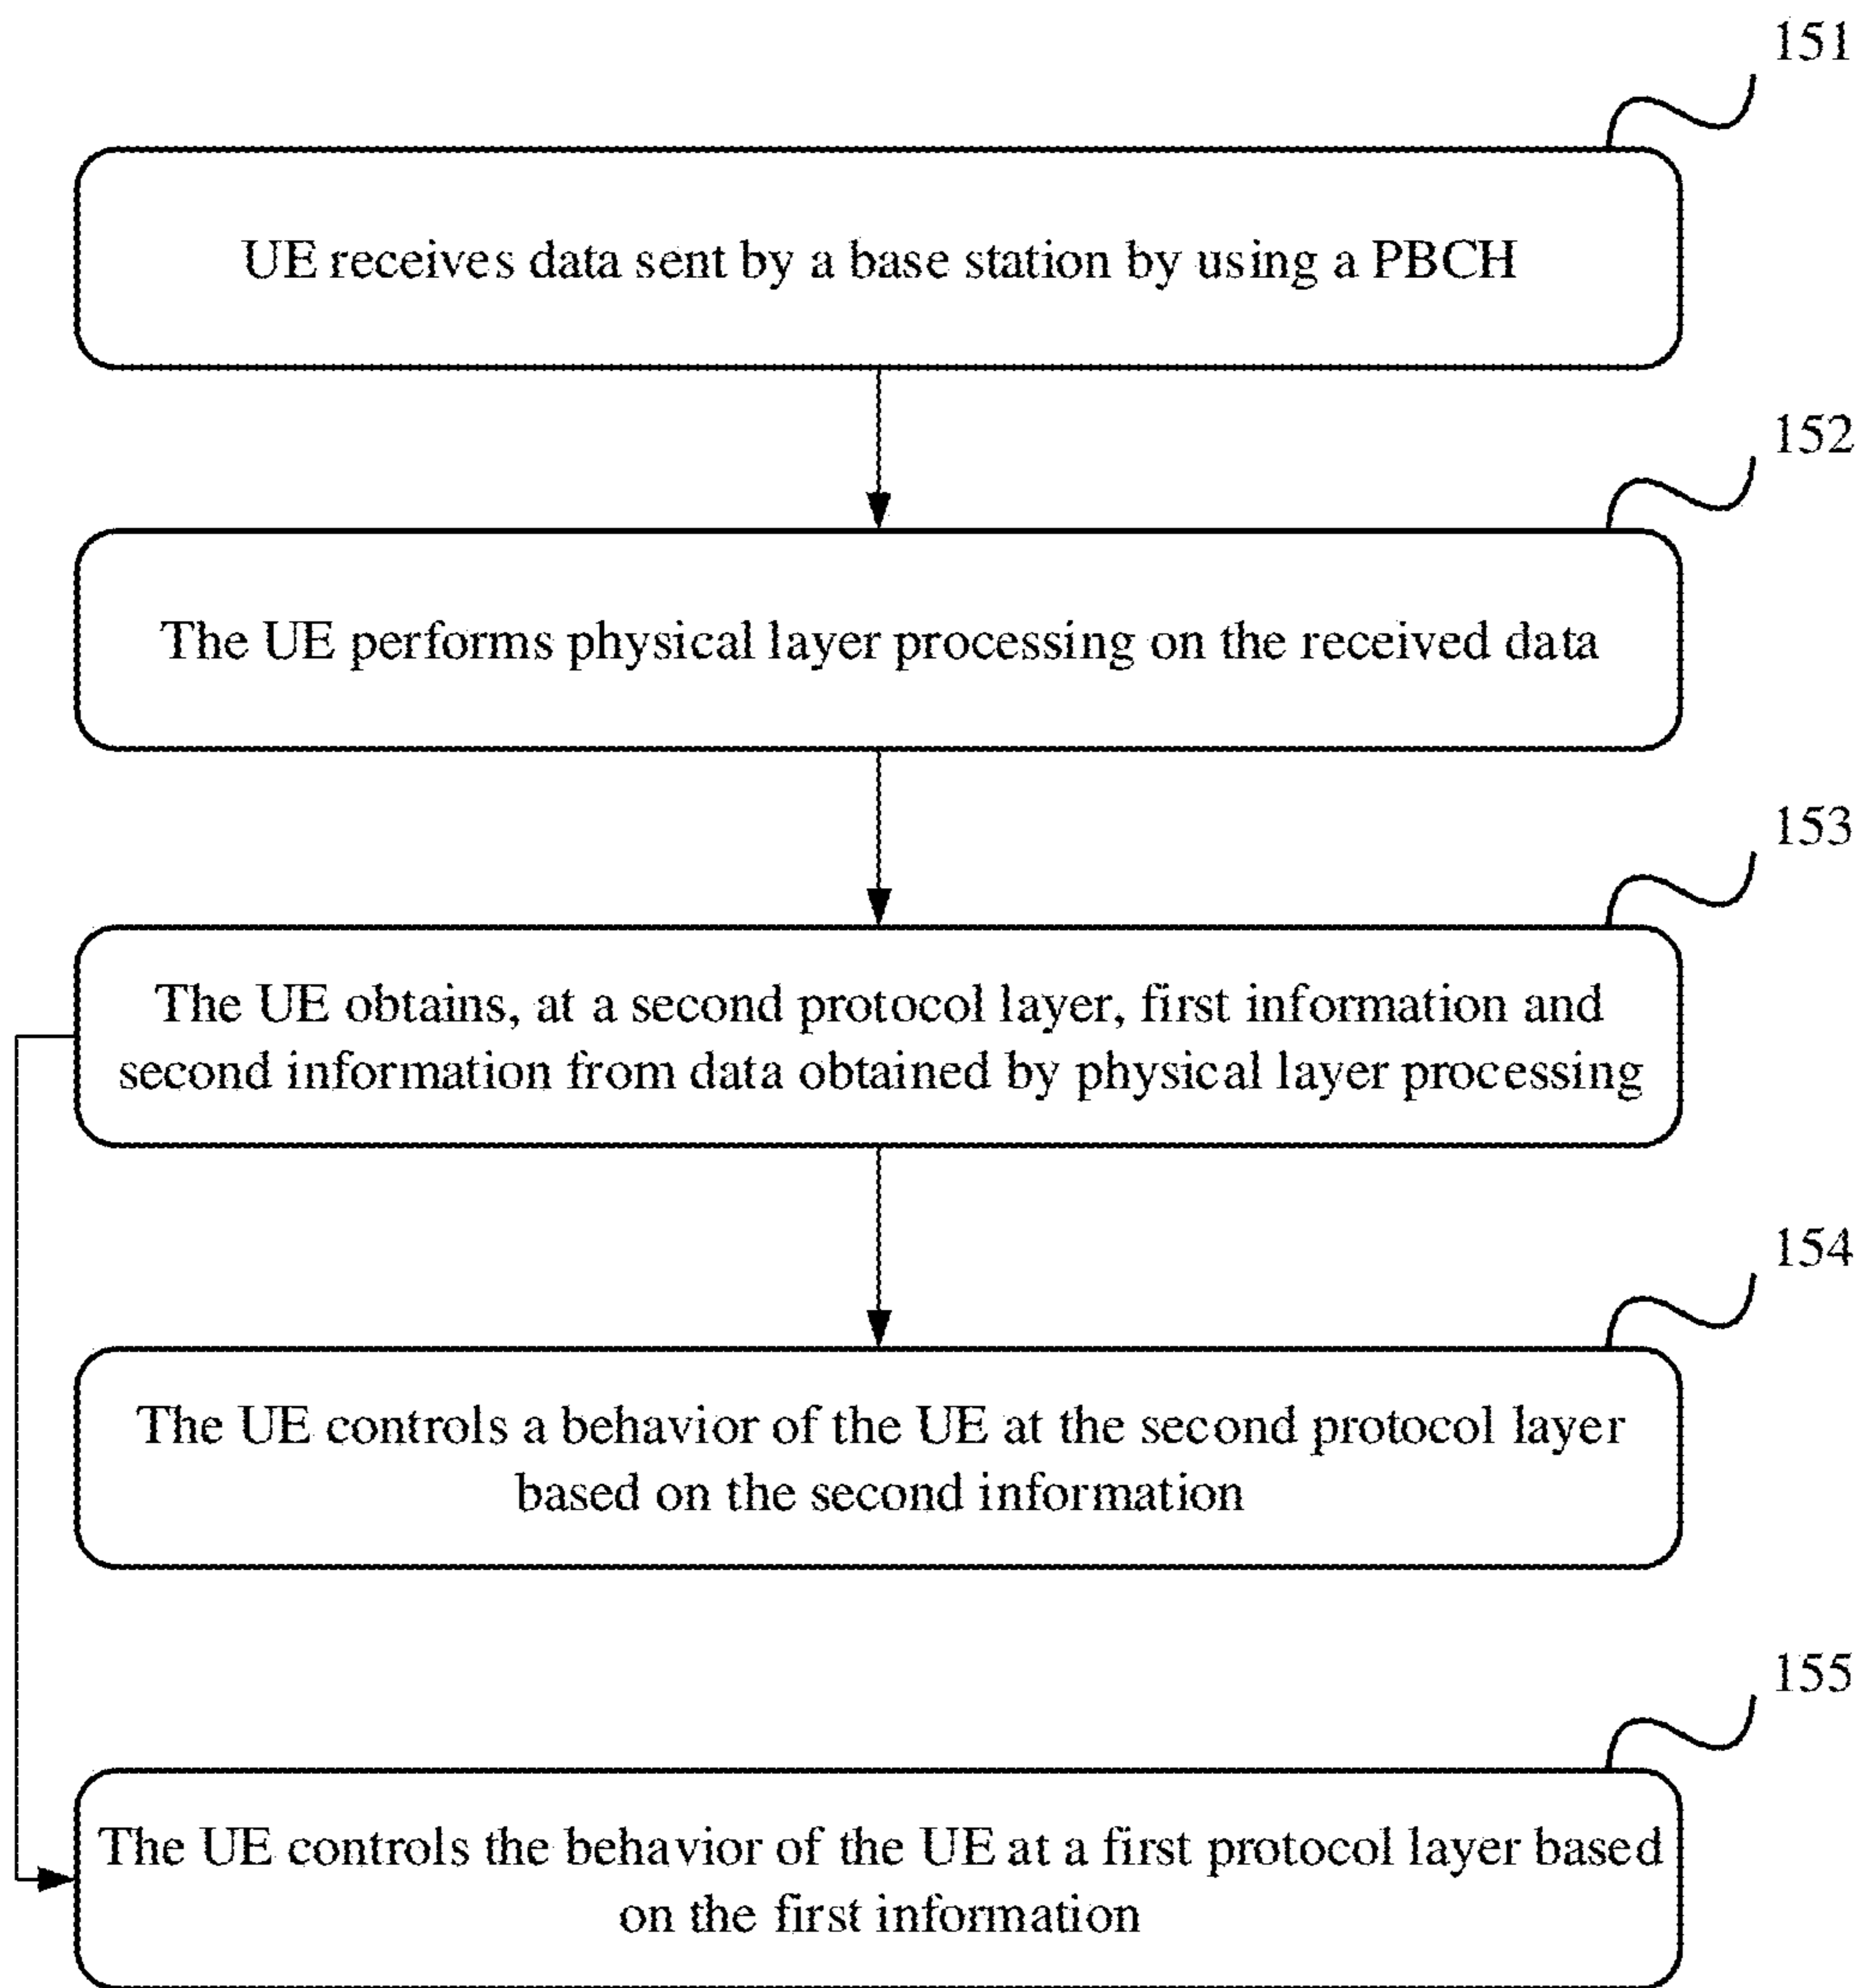 151
UE receives data sent by a base station by using a PBCH
152
The UE performs physical layer processing on the received data
153
The UE obtains, at a second protocol layer, first information and
second information from data obtained by physical layer processing
154
The UE controls a behavior of the UE at the second protocol layer
based on the second information
155
The UE controls the behavior of the UE at a first protocol layer based
on the first information